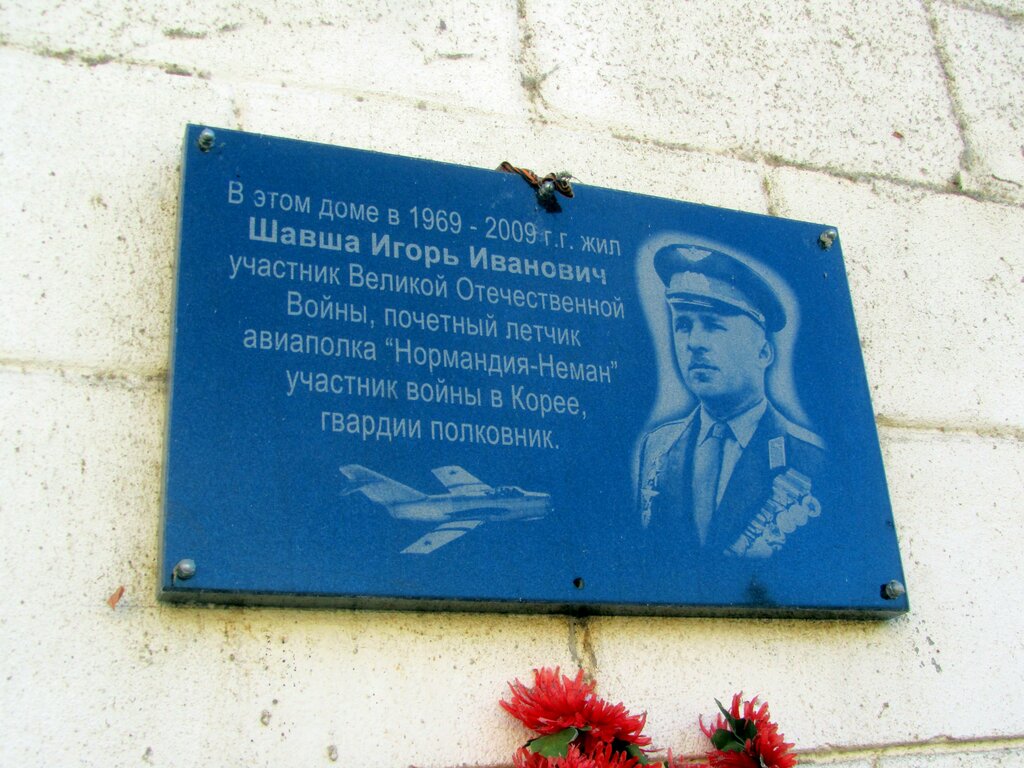 В этом доме в 1969 - 2009 г.г. жил
Шавша Игорь Иванович
участник Великой Отечественной
Войны, почетный летчик
авиаполка “Нормандия-Неман”
участник войны в Корее,
гвардии полковник.